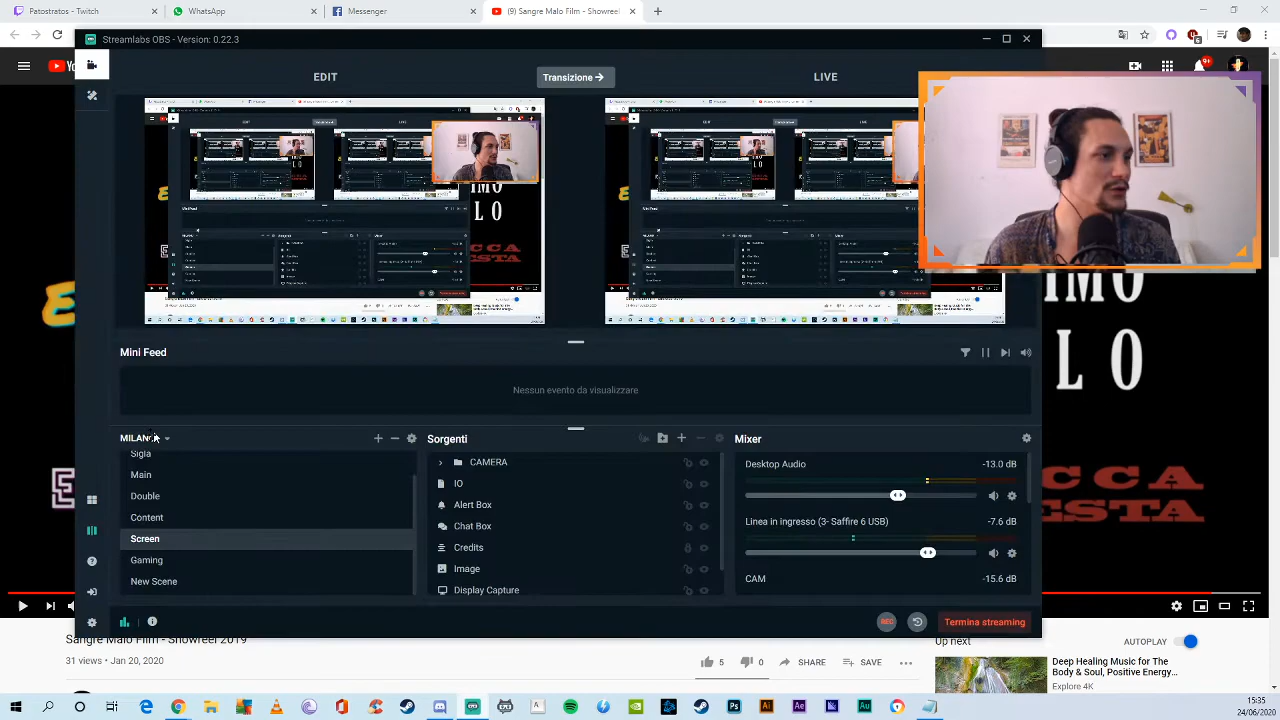 Patostratos - Twitch
WhatsApp
Messenger
(9) Sangre Malo Film - Showreel
Streamlabs OBS - Version: 0.22.3
6
9+
EDIT
Transizione
LIVE
Mini Feed
Nessun evento da visualizzare
MILANO
Sorgenti
Mixer
Sigla
Main
Double
Content
Screen
Gaming
New Scene
CAMERA
IO
Alert Box
Chat Box
Credits
Image
Display Capture
Desktop Audio
-13.0 dB
Linea in ingresso (3- Saffire 6 USB)
-7.6 dB
CAM
-15.6 dB
REC
Termina streaming
L O
Sangre Malo Film - Showreel 2019
31 views • Jan 20, 2020
5
0
SHARE
SAVE
Up next
AUTOPLAY
Deep Healing Music for The
Body & Soul, Positive Energy...
Explore 4K
15:35
24/06/2020